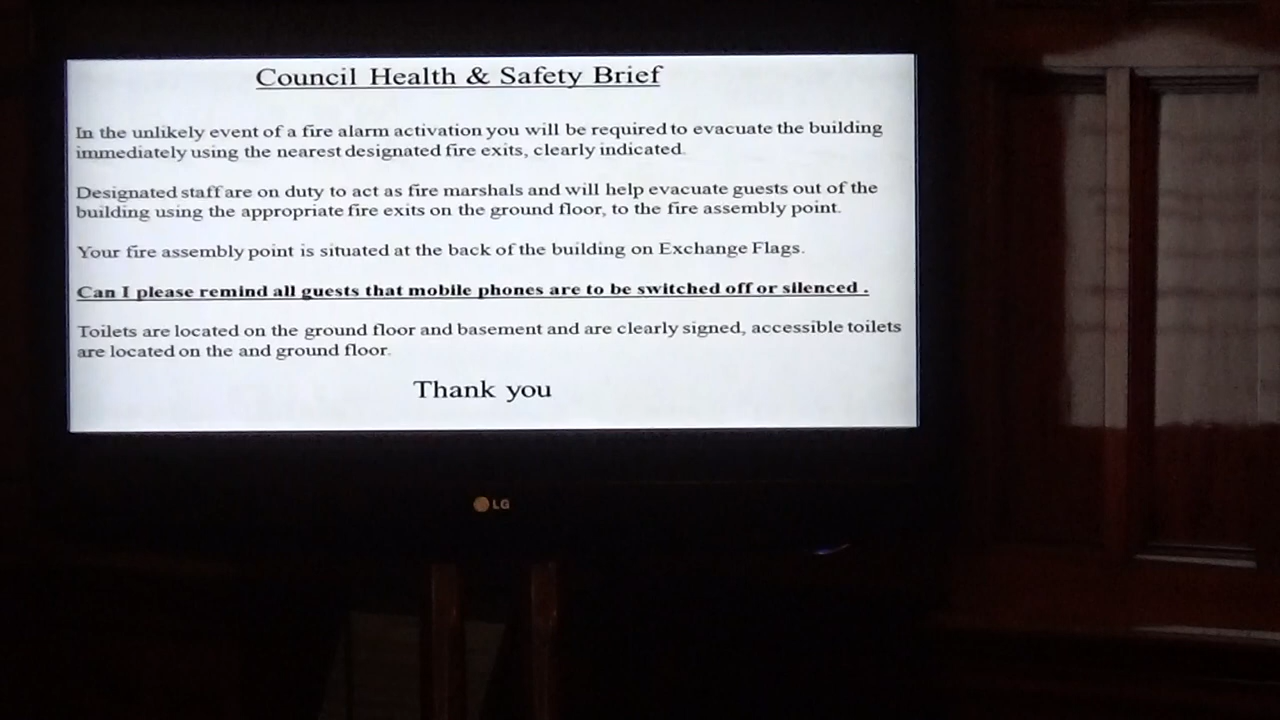 Council Health & Safety Brief
In the unlikely event of a fire alarm activation you will be required to evacuate the building
immediately using the nearest designated fire exits, clearly indicated.
Designated staff are on duty to act as fire marshals and will help evacuate guests out of the
building using the appropriate fire exits on the ground floor, to the fire assembly point.
Your fire assembly point is situated at the back of the building on Exchange Flags.
Can I please remind all guests that mobile phones are to be switched off or silenced .
Toilets are located on the ground floor and basement and are clearly signed, accessible toilets
are located on the and ground floor.
Thank you
LG